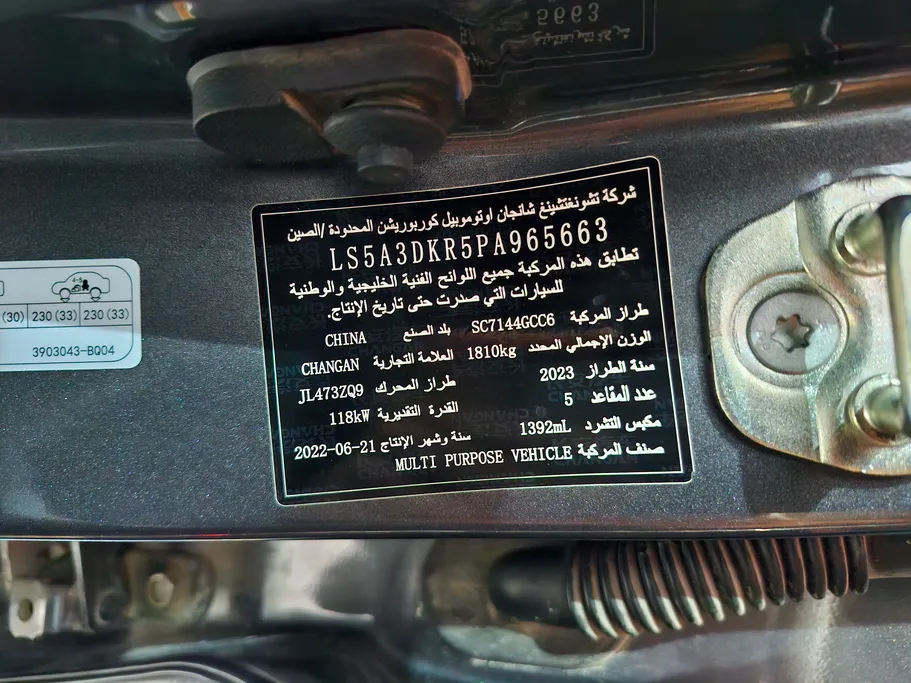 شركة تشونغتشينغ شانجان اوتوموبيل كوربوريشن المحدودة /الصين
LS5A3DKR5PA965663
تطابق هذه المركبة جميع اللوائح الفنية الخليجية والوطنية
للسيارات التي صدرت حتى تاريخ الإنتاج.
طراز المركبة SC7144GCC6 بلد الصنع CHINA
الوزن الإجمالي المحدد 1810kg العلامة التجارية CHANGAN
سنة الطراز 2023 طراز المحرك JL473ZQ9
عدد المقاعد 5 القدرة التقديرية 118kW
مكبس التشرد 1392mL سنة وشهر الإنتاج 2022-06-21
صنف المركبة MULTI PURPOSE VEHICLE
4-5
(30) 230 (33) 230 (33)
3903043-BQ04